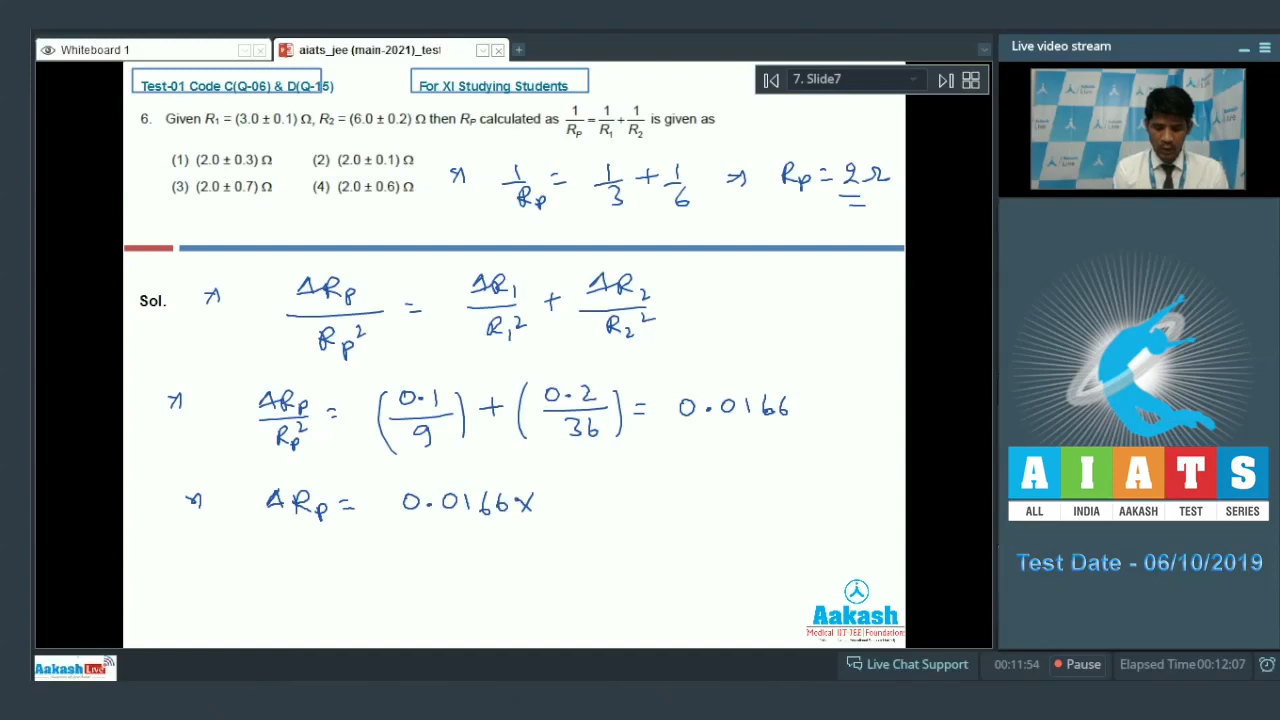 Whiteboard 1
aiats_jee (main-2021)_test
Live video stream
Test-01 Code C(Q-06) & D(Q-15)
For XI Studying Students
7. Slide7
6. Given R₁ = (3.0 ± 0.1) Ω, R₂ = (6.0 ± 0.2) Ω then R_P calculated as 1/R_P = 1/R₁ + 1/R₂ is given as
(1) (2.0 ± 0.3) Ω (2) (2.0 ± 0.1) Ω
(3) (2.0 ± 0.7) Ω (4) (2.0 ± 0.6) Ω
⇒ 1/Rp = 1/3 + 1/6 ⇒ Rp = 2Ω
Sol. ⇒ ΔRp/Rp² = ΔR₁/R₁² + ΔR₂/R₂²
⇒ ΔRp/Rp² = (0.1/9) + (0.2/36) = 0.0166
⇒ ΔRp = 0.0166×
A I A T S
ALL INDIA AAKASH TEST SERIES
Test Date - 06/10/2019
Aakash
Medical | IIT-JEE | Foundations
Aakash Live
Live Chat Support
00:11:54
Pause
Elapsed Time 00:12:07